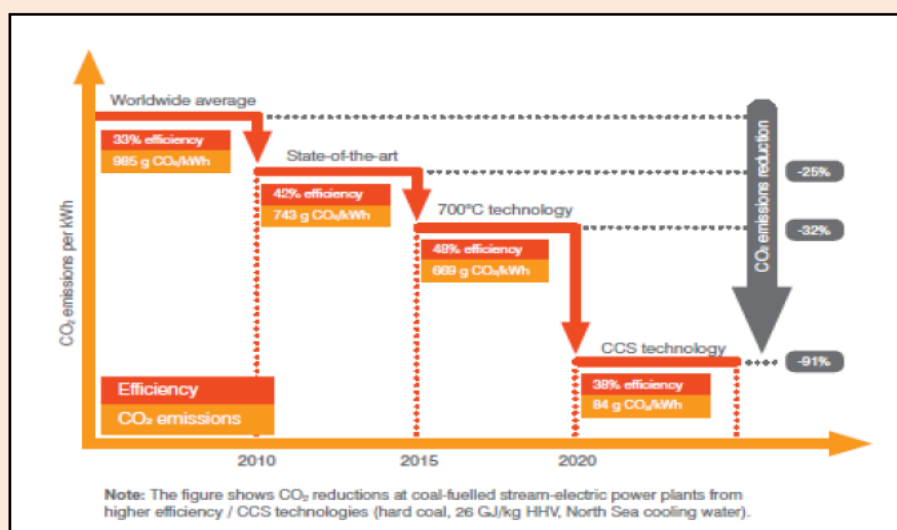 Worldwide average
33% efficiency
985 g CO₂/kWh
State-of-the-art
42% efficiency
743 g CO₂/kWh
700°C technology
48% efficiency
669 g CO₂/kWh
CCS technology
38% efficiency
84 g CO₂/kWh
CO₂ emissions reduction
-25%
-32%
-91%
CO₂ emissions per kWh
Efficiency
CO₂ emissions
2010
2015
2020
Note: The figure shows CO₂ reductions at coal-fuelled stream-electric power plants from
higher efficiency / CCS technologies (hard coal, 26 GJ/kg HHV, North Sea cooling water).